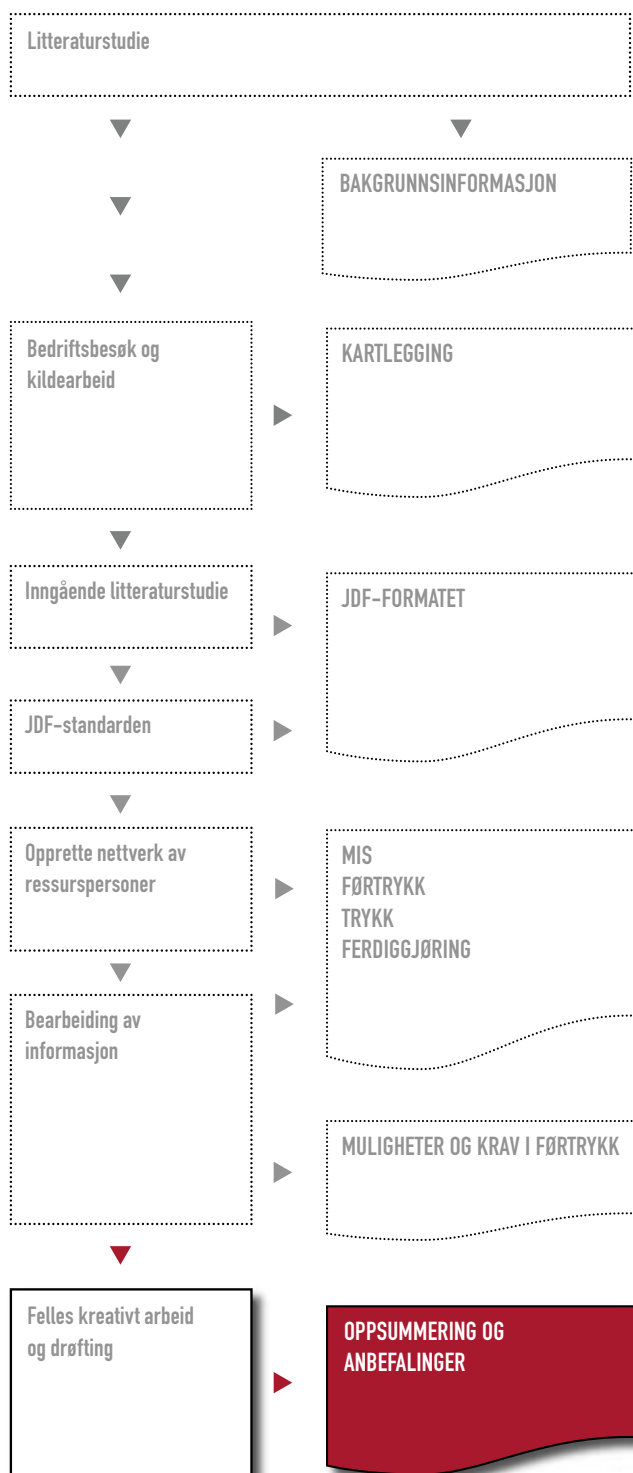 Litteraturstudie
BAKGRUNNSINFORMASJON
Bedriftsbesøk og
kildearbeid
KARTLEGGING
Inngående litteraturstudie
JDF-FORMATET
JDF-standarden
Opprette nettverk av
ressurspersoner
MIS
FØRTRYKK
TRYKK
FERDIGGJØRING
Bearbeiding av
informasjon
MULIGHETER OG KRAV I FØRTRYKK
Felles kreativt arbeid
og drøfting
OPPSUMMERING OG
ANBEFALINGER